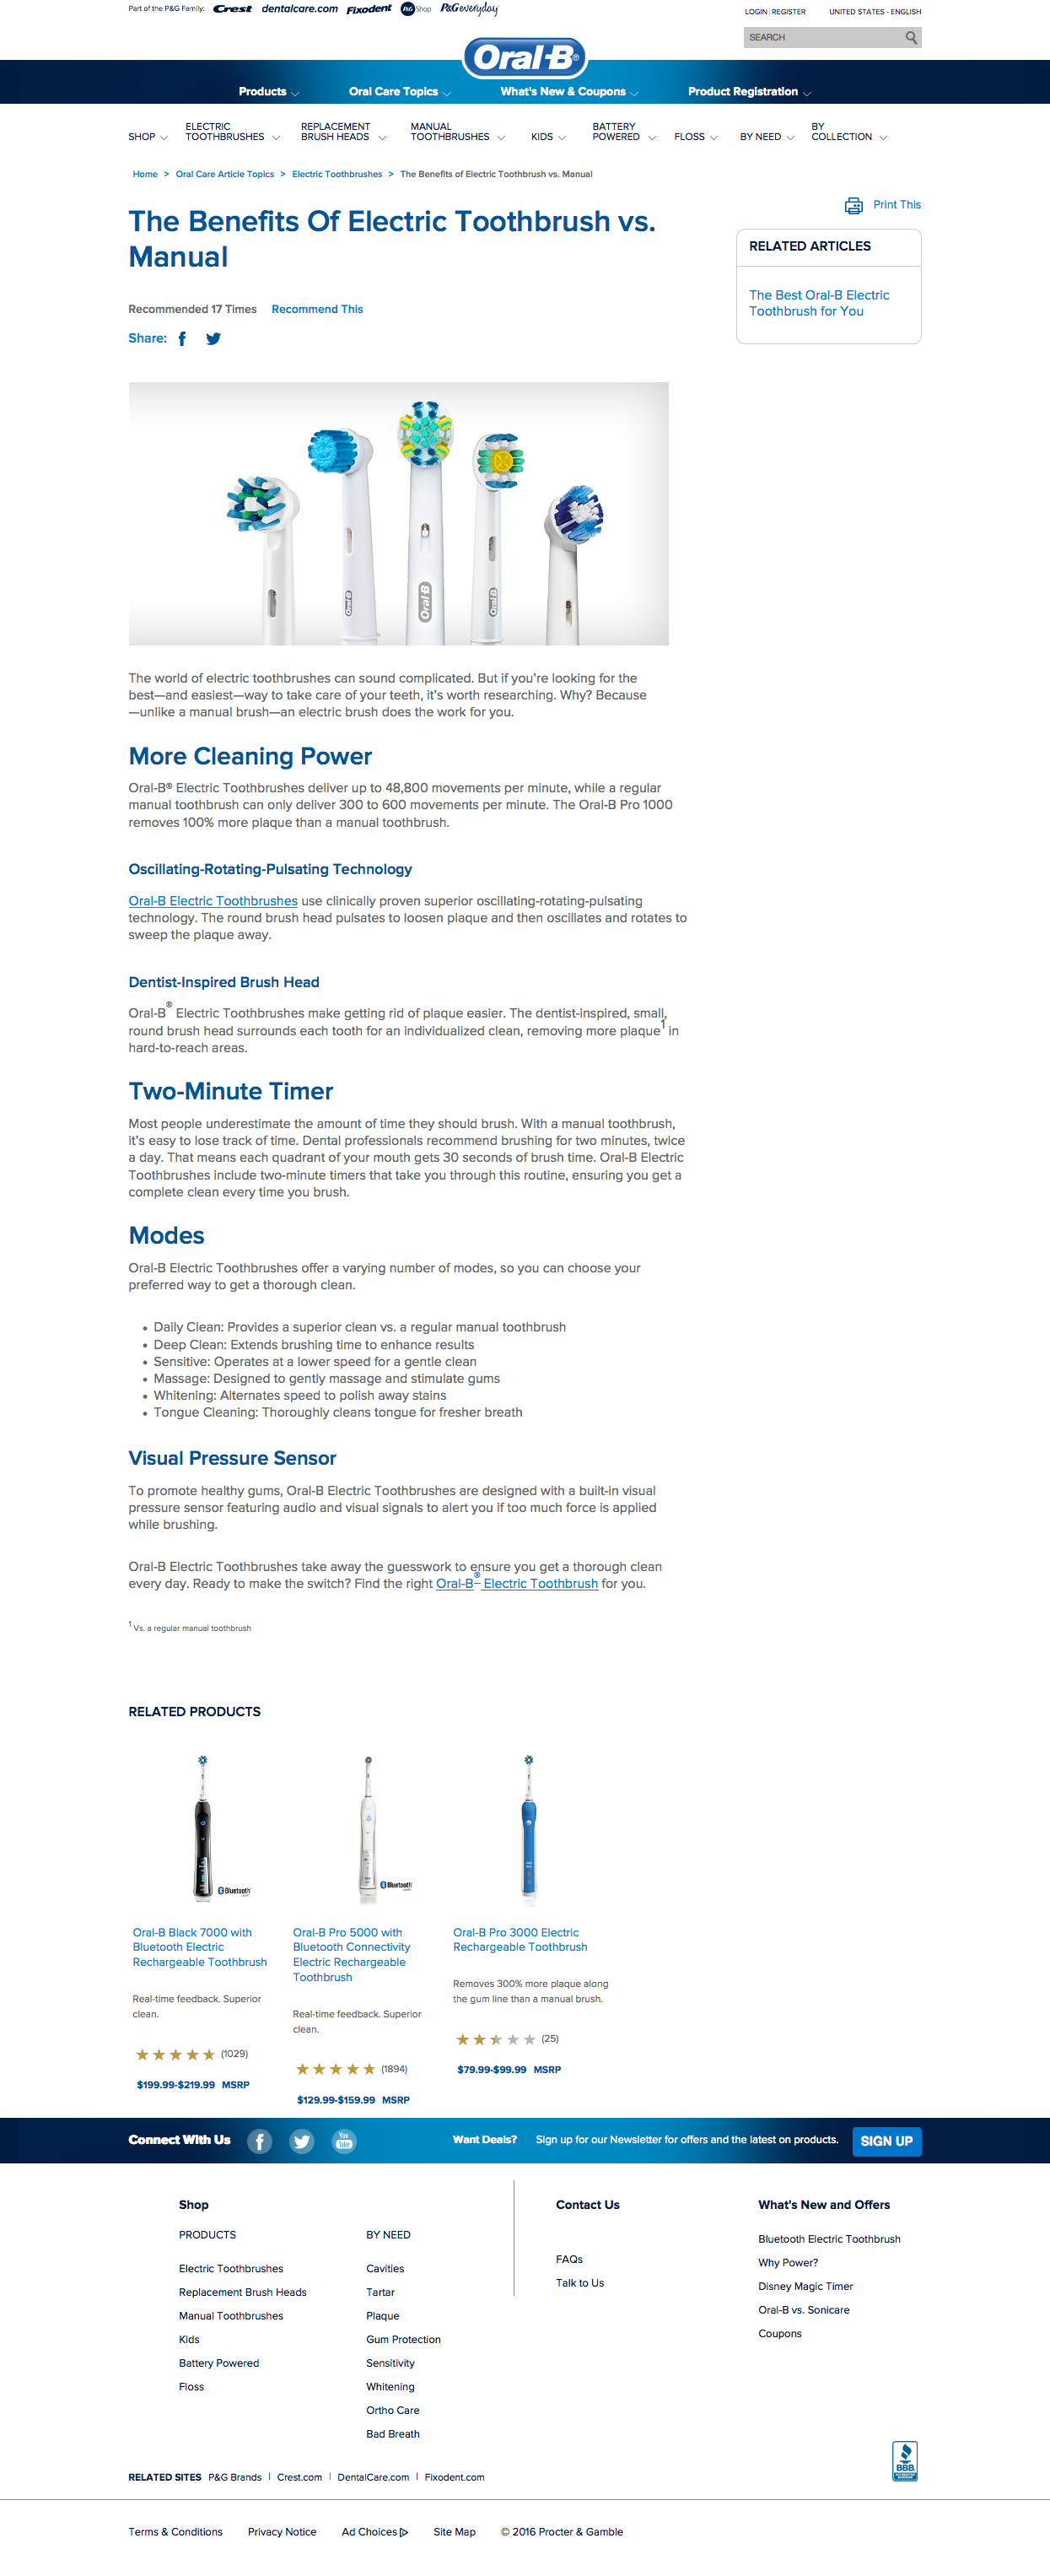 Part of the P&G Family: Crest dentalcare.com Fixodent P&G Shop P&G everyday
LOGIN | REGISTER UNITED STATES - ENGLISH
SEARCH
Oral-B®
Products Oral Care Topics What's New & Coupons Product Registration
SHOP ELECTRIC TOOTHBRUSHES REPLACEMENT BRUSH HEADS MANUAL TOOTHBRUSHES KIDS BATTERY POWERED FLOSS BY NEED BY COLLECTION
Home > Oral Care Article Topics > Electric Toothbrushes > The Benefits of Electric Toothbrush vs. Manual
Print This
The Benefits Of Electric Toothbrush vs.
Manual
RELATED ARTICLES
The Best Oral-B Electric
Toothbrush for You
Recommended 17 Times Recommend This
Share:
Oral-B Oral-B Oral-B
The world of electric toothbrushes can sound complicated. But if you're looking for the
best—and easiest—way to take care of your teeth, it's worth researching. Why? Because
—unlike a manual brush—an electric brush does the work for you.
More Cleaning Power
Oral-B® Electric Toothbrushes deliver up to 48,800 movements per minute, while a regular
manual toothbrush can only deliver 300 to 600 movements per minute. The Oral-B Pro 1000
removes 100% more plaque than a manual toothbrush.
Oscillating-Rotating-Pulsating Technology
Oral-B Electric Toothbrushes use clinically proven superior oscillating-rotating-pulsating
technology. The round brush head pulsates to loosen plaque and then oscillates and rotates to
sweep the plaque away.
Dentist-Inspired Brush Head
Oral-B® Electric Toothbrushes make getting rid of plaque easier. The dentist-inspired, small,
round brush head surrounds each tooth for an individualized clean, removing more plaque1 in
hard-to-reach areas.
Two-Minute Timer
Most people underestimate the amount of time they should brush. With a manual toothbrush,
it's easy to lose track of time. Dental professionals recommend brushing for two minutes, twice
a day. That means each quadrant of your mouth gets 30 seconds of brush time. Oral-B Electric
Toothbrushes include two-minute timers that take you through this routine, ensuring you get a
complete clean every time you brush.
Modes
Oral-B Electric Toothbrushes offer a varying number of modes, so you can choose your
preferred way to get a thorough clean.
• Daily Clean: Provides a superior clean vs. a regular manual toothbrush
• Deep Clean: Extends brushing time to enhance results
• Sensitive: Operates at a lower speed for a gentle clean
• Massage: Designed to gently massage and stimulate gums
• Whitening: Alternates speed to polish away stains
• Tongue Cleaning: Thoroughly cleans tongue for fresher breath
Visual Pressure Sensor
To promote healthy gums, Oral-B Electric Toothbrushes are designed with a built-in visual
pressure sensor featuring audio and visual signals to alert you if too much force is applied
while brushing.
Oral-B Electric Toothbrushes take away the guesswork to ensure you get a thorough clean
every day. Ready to make the switch? Find the right Oral-B® Electric Toothbrush for you.
1 Vs. a regular manual toothbrush
RELATED PRODUCTS
Bluetooth Bluetooth
Oral-B Black 7000 with
Bluetooth Electric
Rechargeable Toothbrush
Real-time feedback. Superior
clean.
(1029)
$199.99-$219.99 MSRP
Oral-B Pro 5000 with
Bluetooth Connectivity
Electric Rechargeable
Toothbrush
Real-time feedback. Superior
clean.
(1894)
$129.99-$159.99 MSRP
Oral-B Pro 3000 Electric
Rechargeable Toothbrush
Removes 300% more plaque along
the gum line than a manual brush.
(25)
$79.99-$99.99 MSRP
Connect With Us You Tube Want Deals? Sign up for our Newsletter for offers and the latest on products. SIGN UP
Shop
PRODUCTS
Electric Toothbrushes
Replacement Brush Heads
Manual Toothbrushes
Kids
Battery Powered
Floss
BY NEED
Cavities
Tartar
Plaque
Gum Protection
Sensitivity
Whitening
Ortho Care
Bad Breath
Contact Us
FAQs
Talk to Us
What's New and Offers
Bluetooth Electric Toothbrush
Why Power?
Disney Magic Timer
Oral-B vs. Sonicare
Coupons
BBB
RELATED SITES P&G Brands | Crest.com | DentalCare.com | Fixodent.com
Terms & Conditions Privacy Notice Ad Choices Site Map © 2016 Procter & Gamble